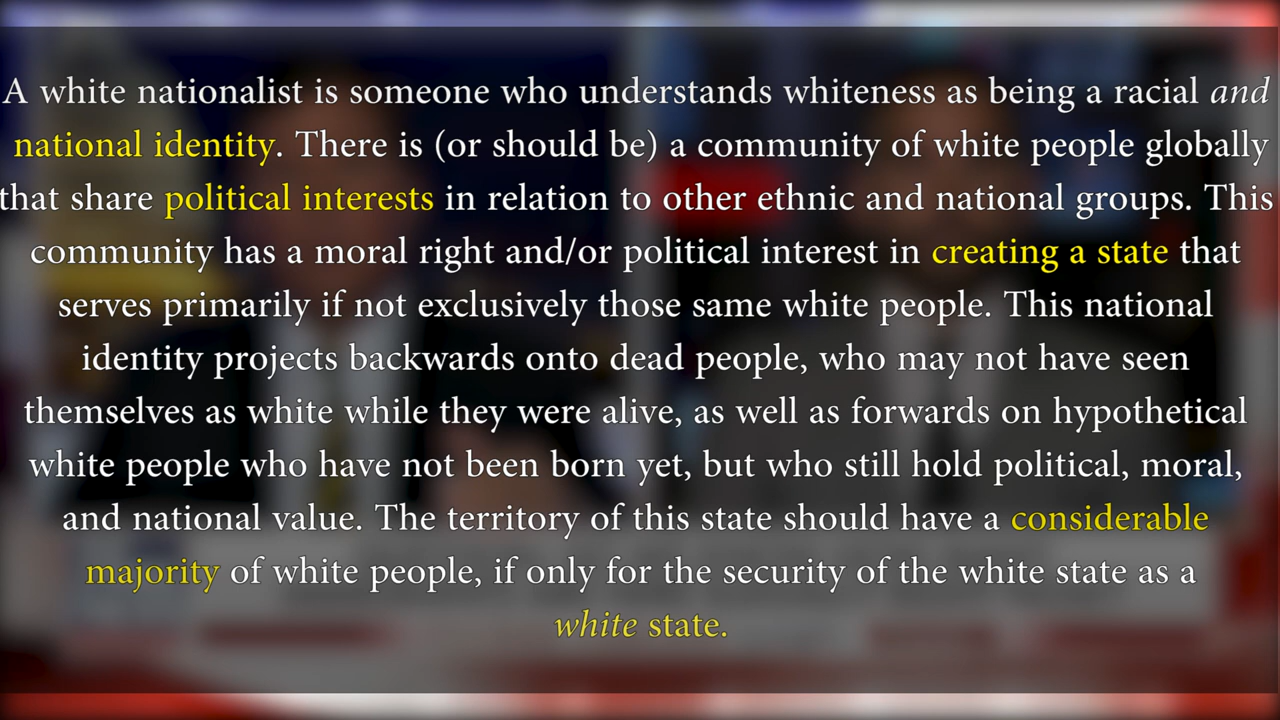 A white nationalist is someone who understands whiteness as being a racial and
national identity. There is (or should be) a community of white people globally
that share political interests in relation to other ethnic and national groups. This
community has a moral right and/or political interest in creating a state that
serves primarily if not exclusively those same white people. This national
identity projects backwards onto dead people, who may not have seen
themselves as white while they were alive, as well as forwards on hypothetical
white people who have not been born yet, but who still hold political, moral,
and national value. The territory of this state should have a considerable
majority of white people, if only for the security of the white state as a
white state.